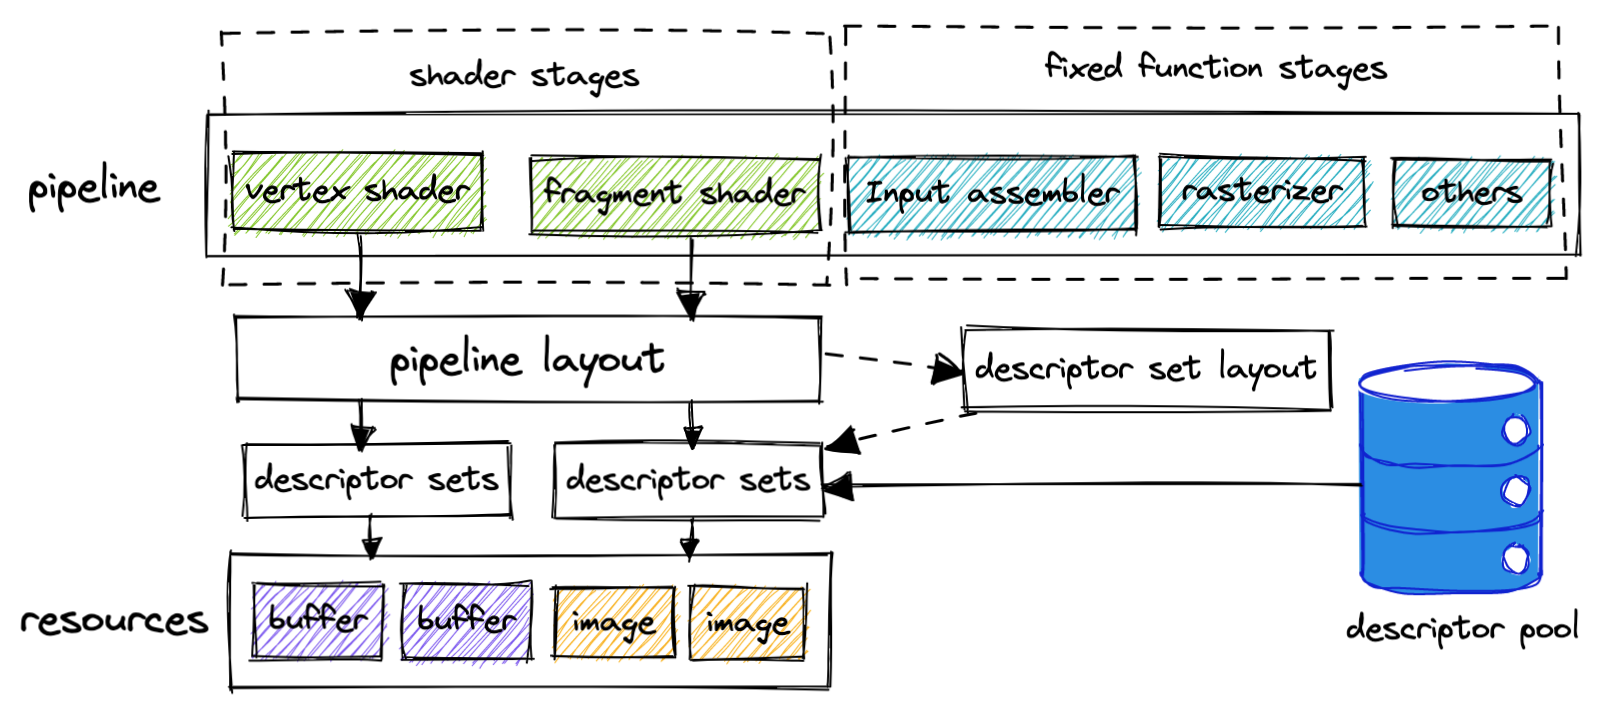 shader stages
fixed function stages
pipeline
vertex shader
fragment shader
Input assembler
rasterizer
others
pipeline layout
descriptor set layout
descriptor sets
descriptor sets
resources
buffer
buffer
image
image
descriptor pool